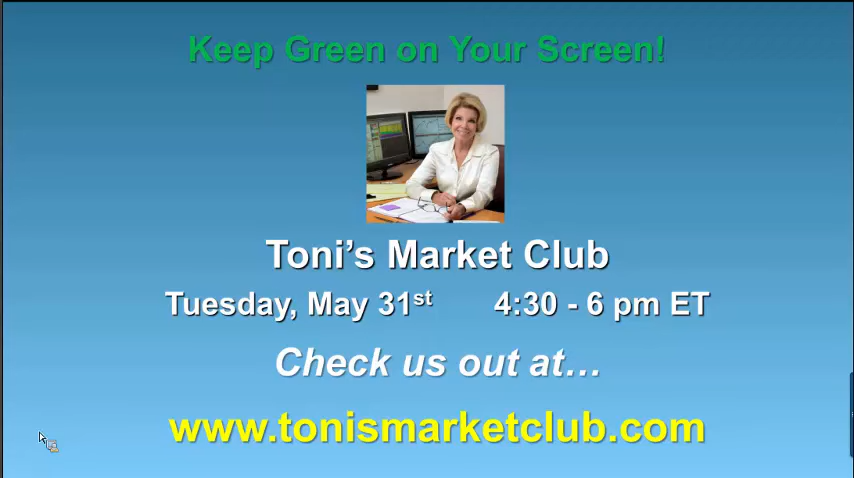 Keep Green on Your Screen!
Toni's Market Club
Tuesday, May 31st 4:30 - 6 pm ET
Check us out at…
www.tonismarketclub.com